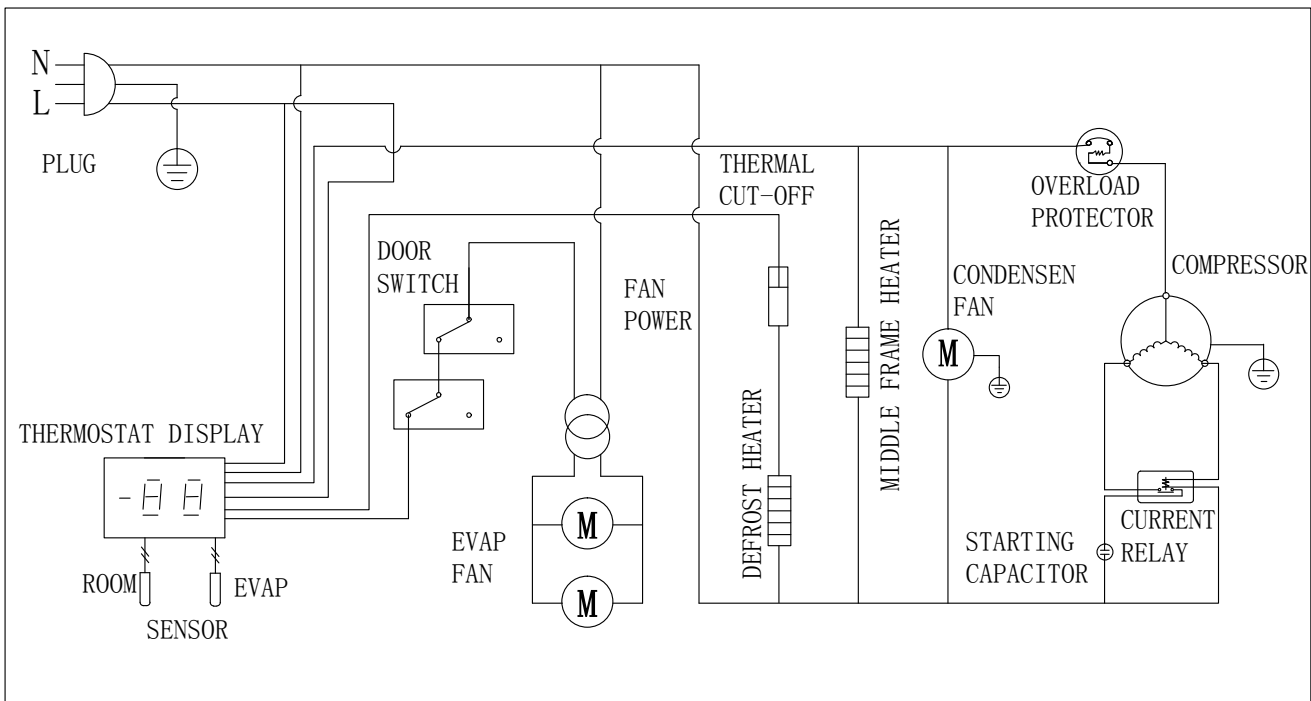 N
L
PLUG
THERMAL
CUT-OFF
OVERLOAD
PROTECTOR
DOOR
SWITCH
FAN
POWER
MIDDLE FRAME HEATER
CONDENSEN
FAN
COMPRESSOR
M
THERMOSTAT DISPLAY
-88
DEFROST HEATER
EVAP
FAN
M
M
STARTING
CAPACITOR
CURRENT
RELAY
ROOM
EVAP
SENSOR